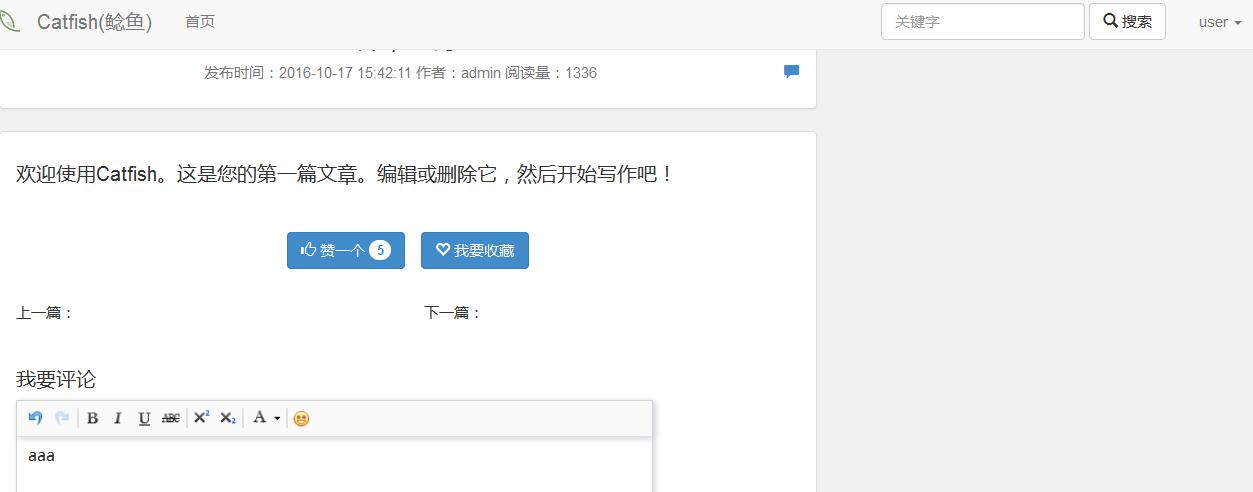 Catfish(鲶鱼) 首页 关键字 搜索 user
发布时间：2016-10-17 15:42:11 作者：admin 阅读量：1336
欢迎使用Catfish。这是您的第一篇文章。编辑或删除它，然后开始写作吧！
赞一个 5 我要收藏
上一篇： 下一篇：
我要评论
B I U ABC X² X₂ A
aaa